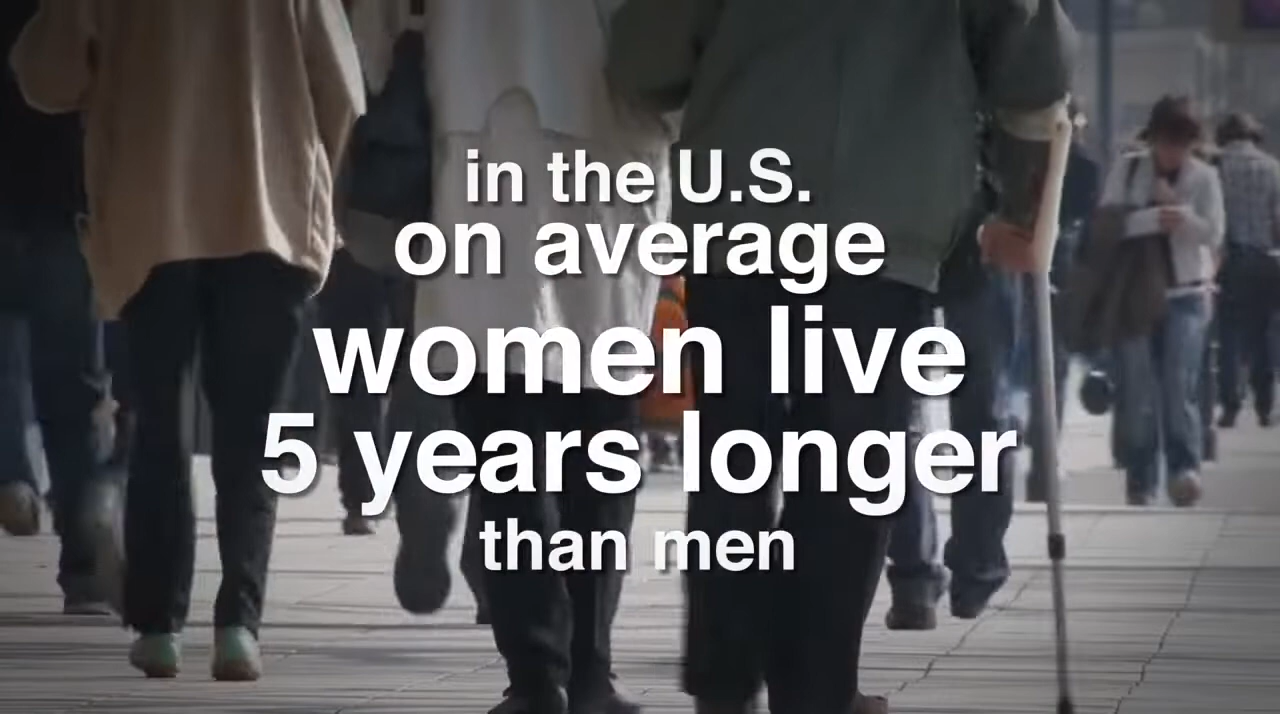 in the U.S.
on average
women live
5 years longer
than men